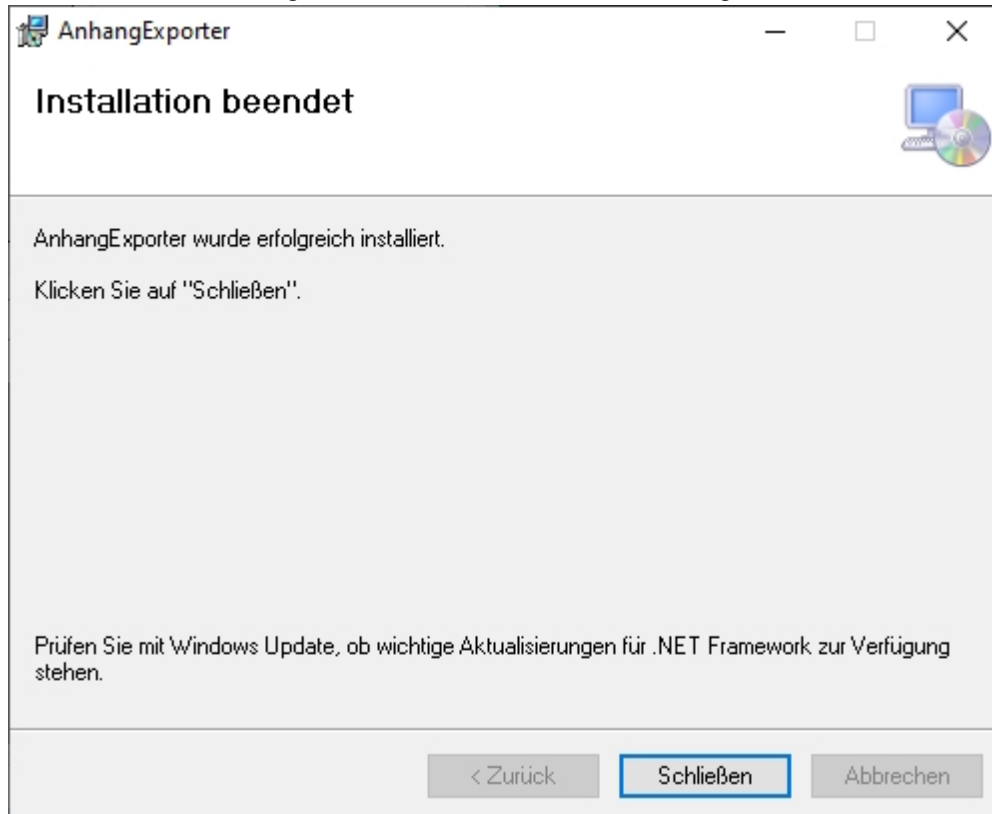 AnhangExporter
Installation beendet
AnhangExporter wurde erfolgreich installiert.
Klicken Sie auf "Schließen".
Prüfen Sie mit Windows Update, ob wichtige Aktualisierungen für .NET Framework zur Verfügung
stehen.
< Zurück Schließen Abbrechen